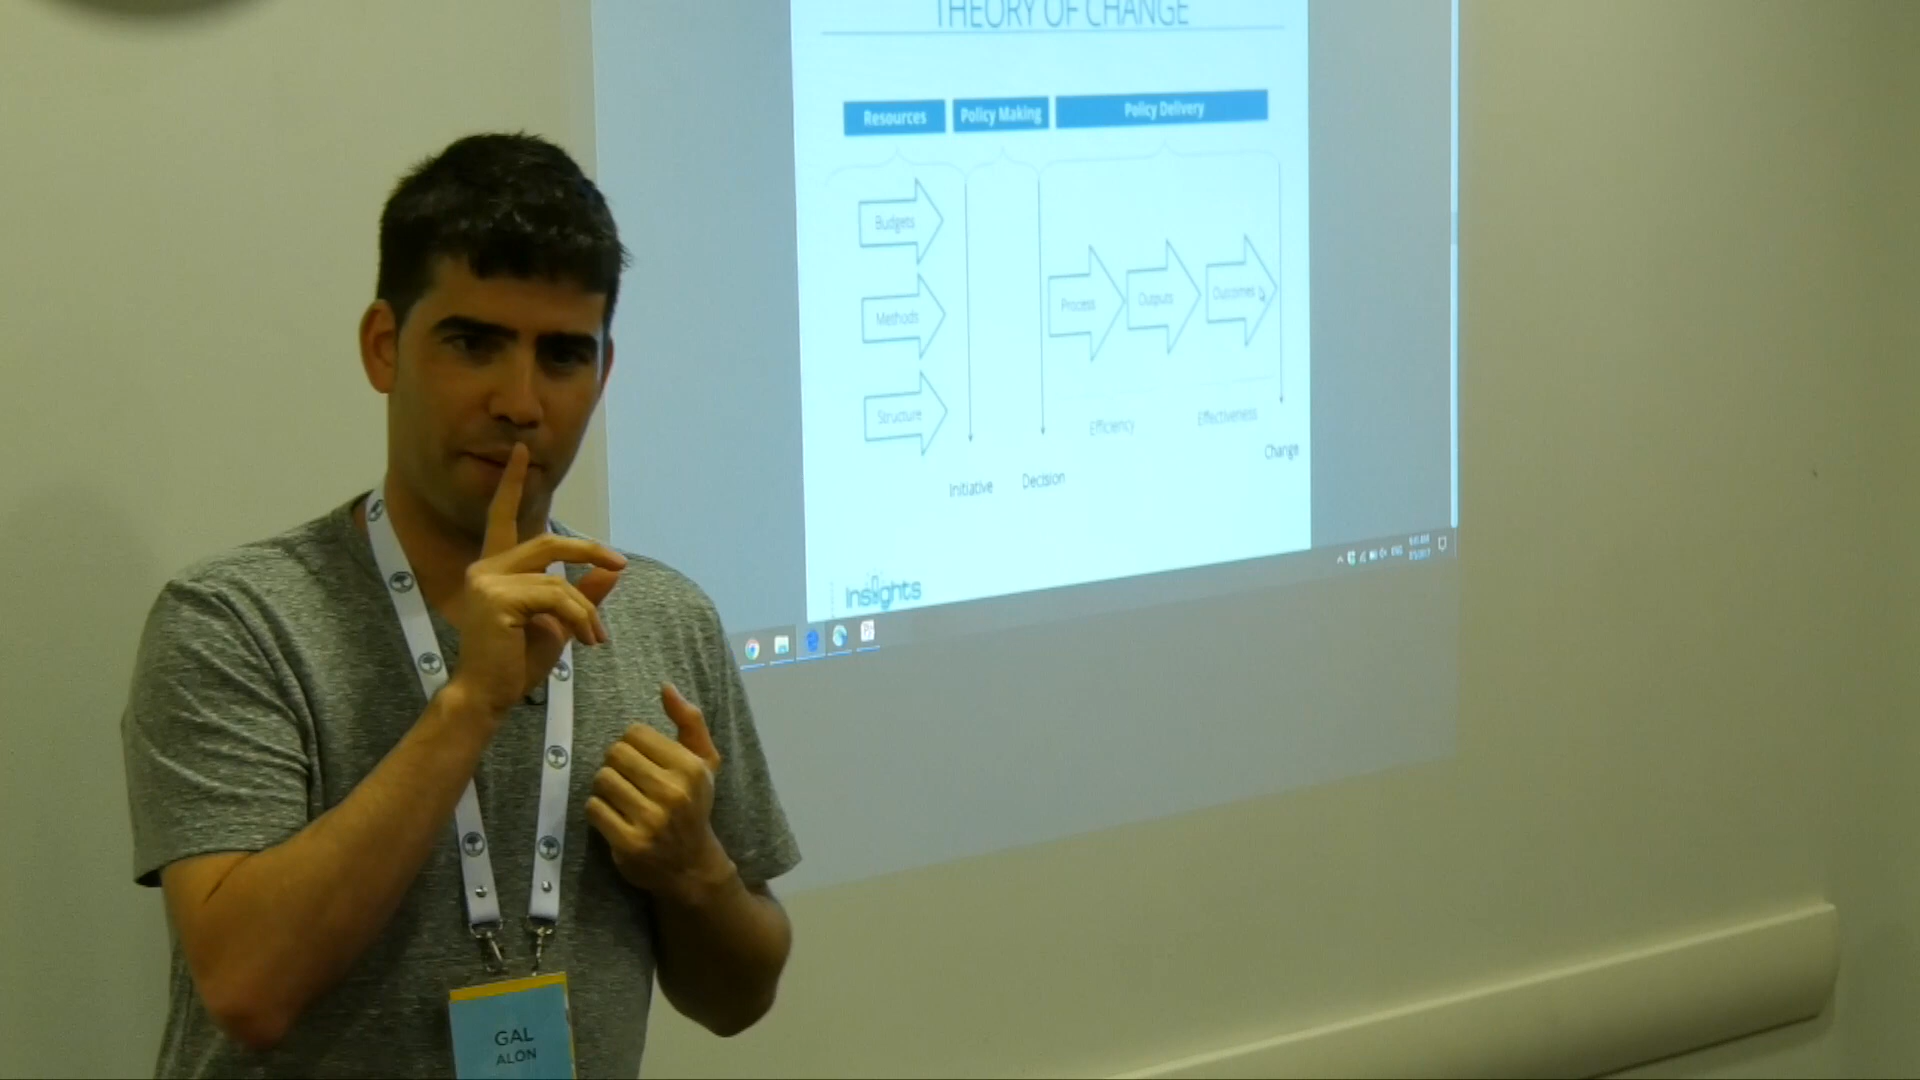 THEORY OF CHANGE
Resources
Policy Making
Policy Delivery
Budgets
Methods
Structure
Process
Outputs
Outcomes
Efficiency
Effectiveness
Change
Initiative
Decision
Insights
ENG
GAL
ALON